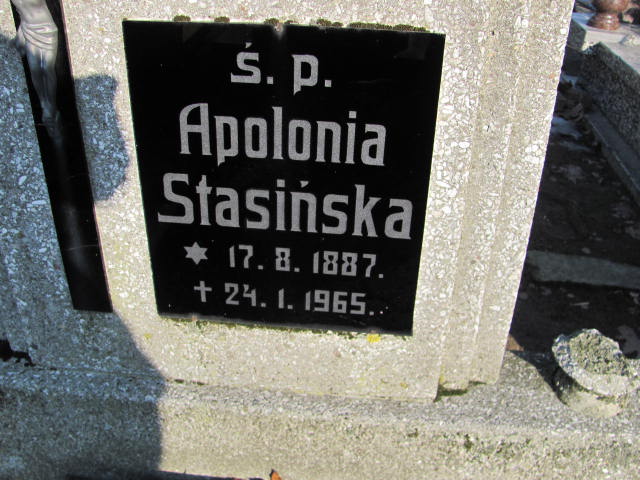 ś. p.
Apolonia
Stasińska
✶ 17. 8. 1887.
✝ 24. 1. 1965.